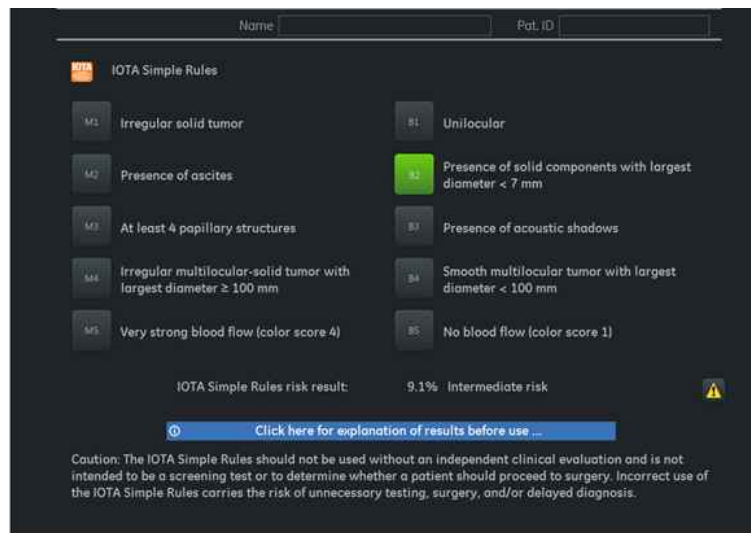 Name Pat. ID
IOTA IOTA Simple Rules
M1 Irregular solid tumor
B1 Unilocular
M2 Presence of ascites
B2 Presence of solid components with largest
diameter < 7 mm
M3 At least 4 papillary structures
B3 Presence of acoustic shadows
M4 Irregular multilocular-solid tumor with
largest diameter ≥ 100 mm
B4 Smooth multilocular tumor with largest
diameter < 100 mm
M5 Very strong blood flow (color score 4)
B5 No blood flow (color score 1)
IOTA Simple Rules risk result: 9.1% Intermediate risk
Click here for explanation of results before use ...
Caution: The IOTA Simple Rules should not be used without an independent clinical evaluation and is not
intended to be a screening test or to determine whether a patient should proceed to surgery. Incorrect use of
the IOTA Simple Rules carries the risk of unnecessary testing, surgery, and/or delayed diagnosis.